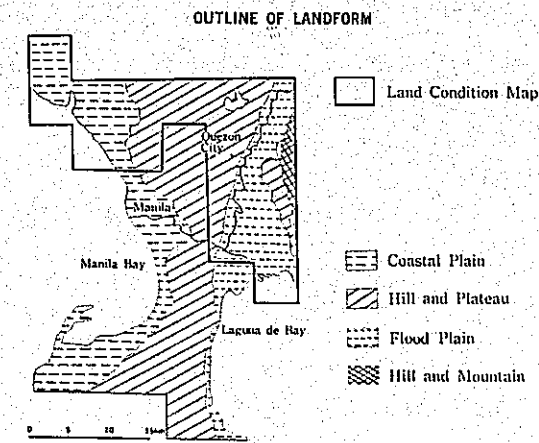 OUTLINE OF LANDFORM
Land Condition Map
Quezon
City
Manila
Manila Bay
Laguna de Bay
Coastal Plain
Hill and Plateau
Flood Plain
Hill and Mountain
0 5 10